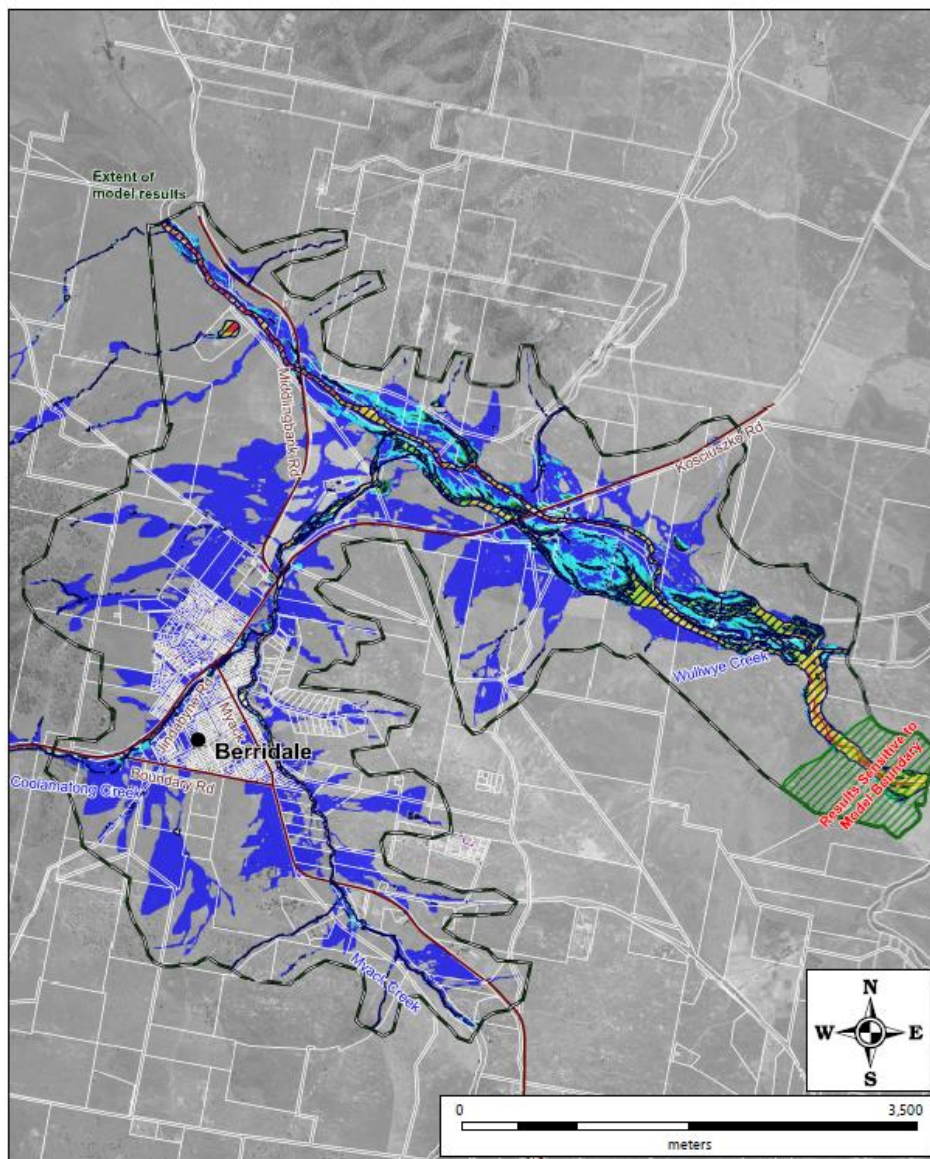 Extent of
model results
Middlingbank Rd
Kosciuszko Rd
Wullwye Creek
Jindabyne Rd
Myack
Berridale
Results Sensitive to
Model Boundary
Coolamatong Creek
Boundary Rd
Myack Creek
N
W
E
S
0
3,500
meters